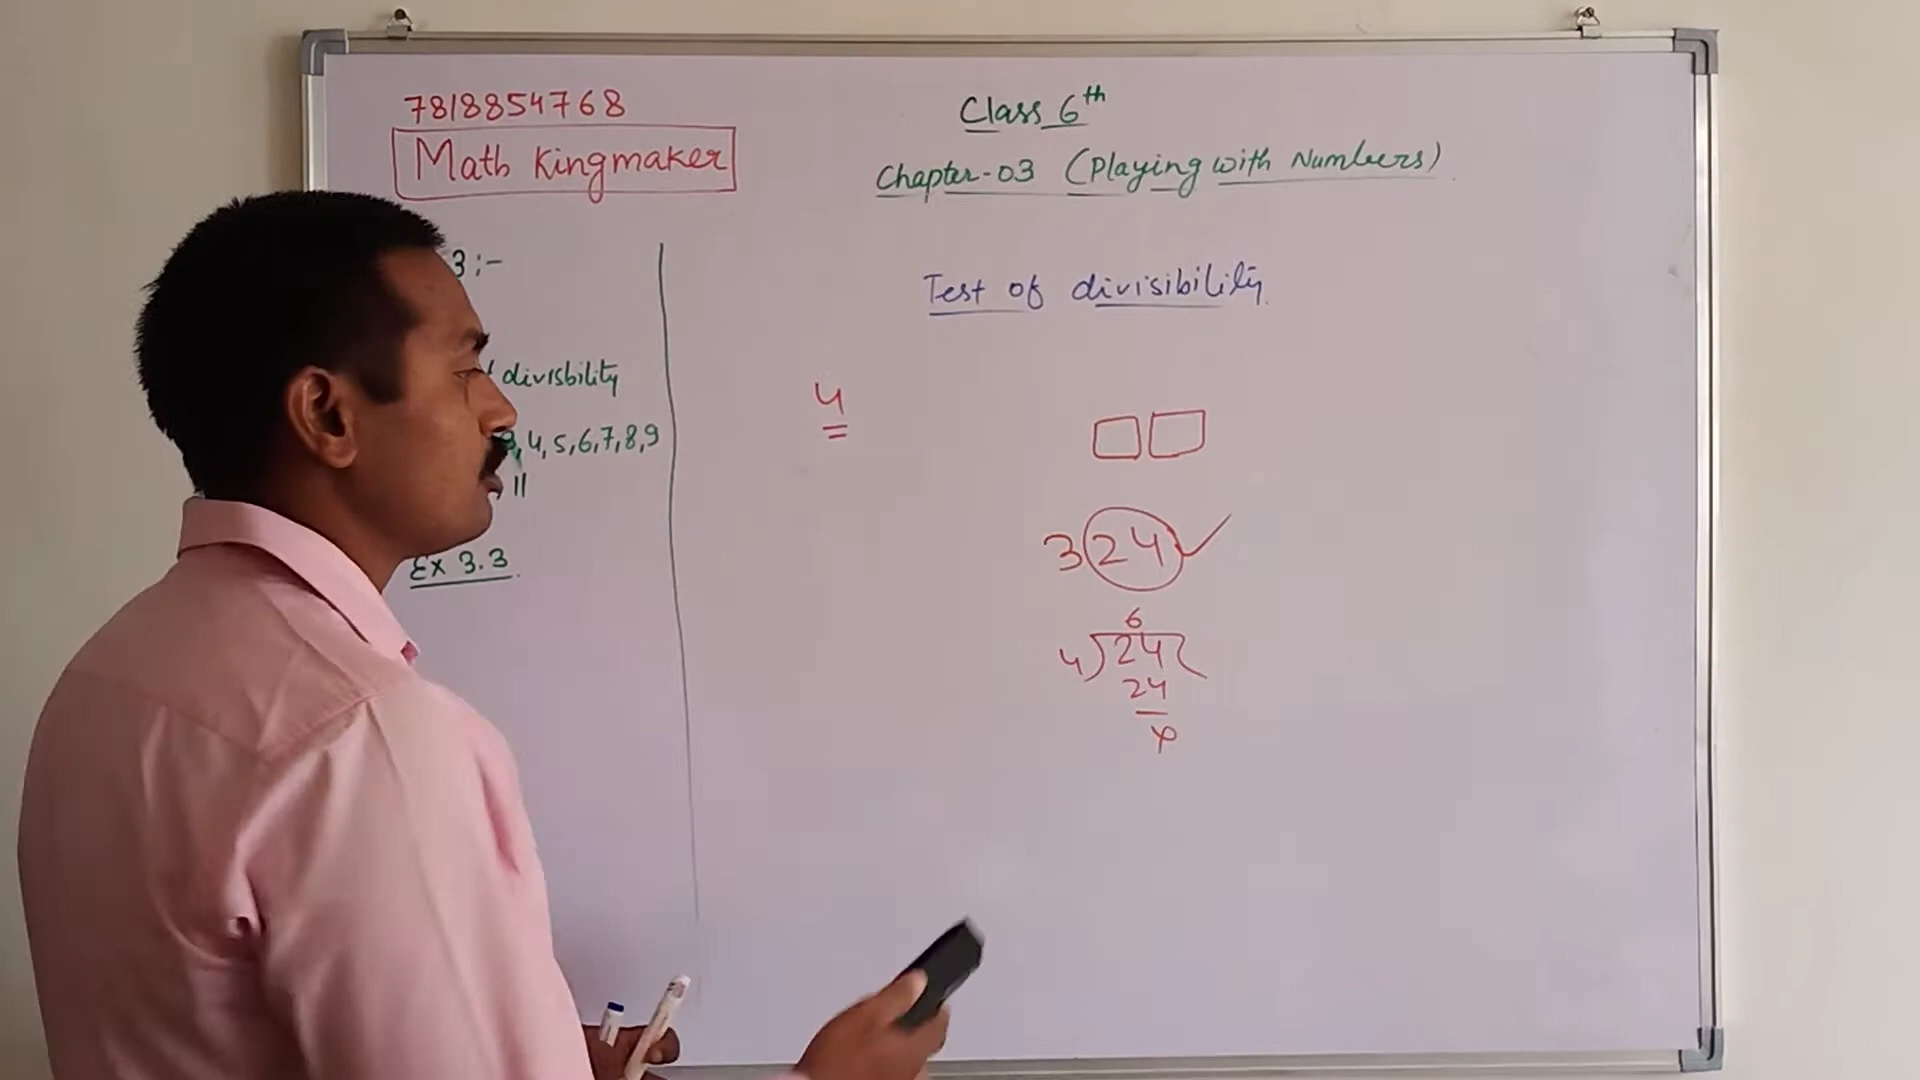 7818854768
Math Kingmaker
Class 6th
Chapter-03 (Playing with Numbers)
3 :-
Test of divisibility
divisbility
4
3, 4, 5, 6, 7, 8, 9
11
Ex 3.3
324 ✓
6
4) 24 (
24